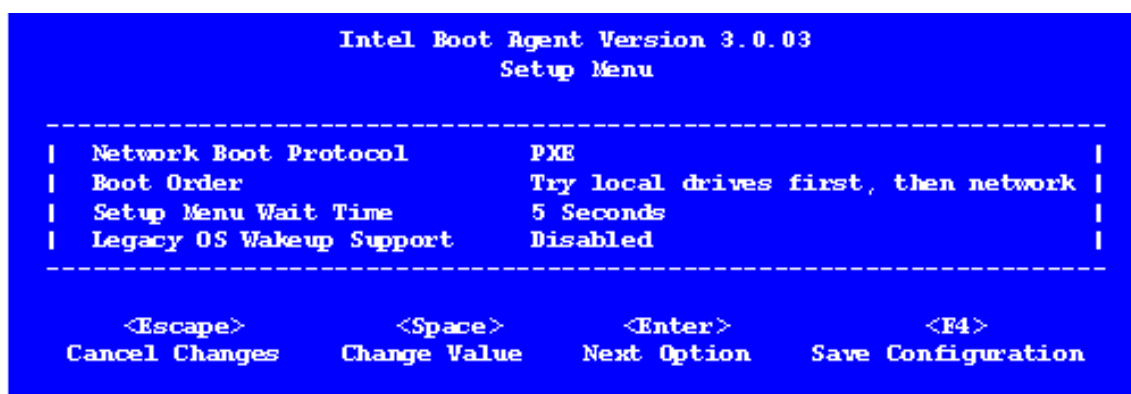 Intel Boot Agent Version 3.0.03
Setup Menu
Network Boot Protocol PXE
Boot Order Try local drives first, then network
Setup Menu Wait Time 5 Seconds
Legacy OS Wakeup Support Disabled
<Escape> <Space> <Enter> <F4>
Cancel Changes Change Value Next Option Save Configuration